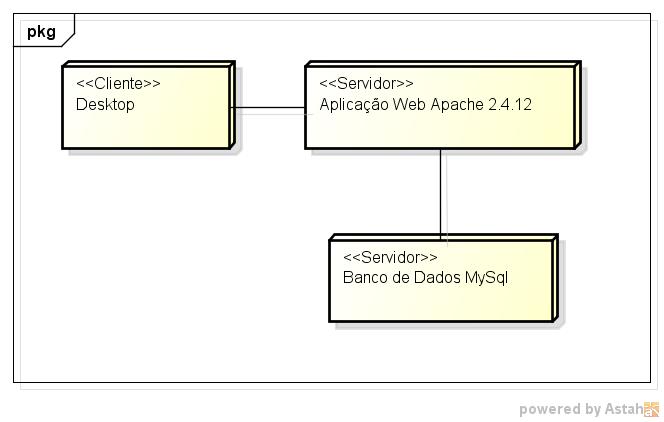 pkg
<<Cliente>>
Desktop
<<Servidor>>
Aplicação Web Apache 2.4.12
<<Servidor>>
Banco de Dados MySql
powered by Astah